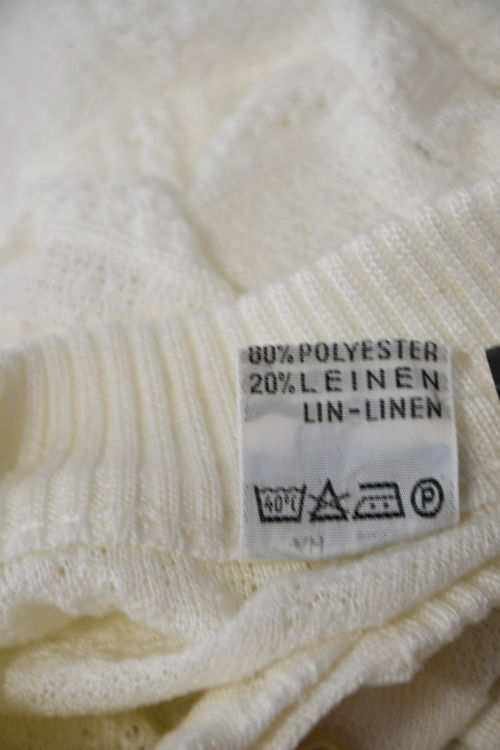 80% POLYESTER
20% LEINEN
LIN-LINEN
40°C P